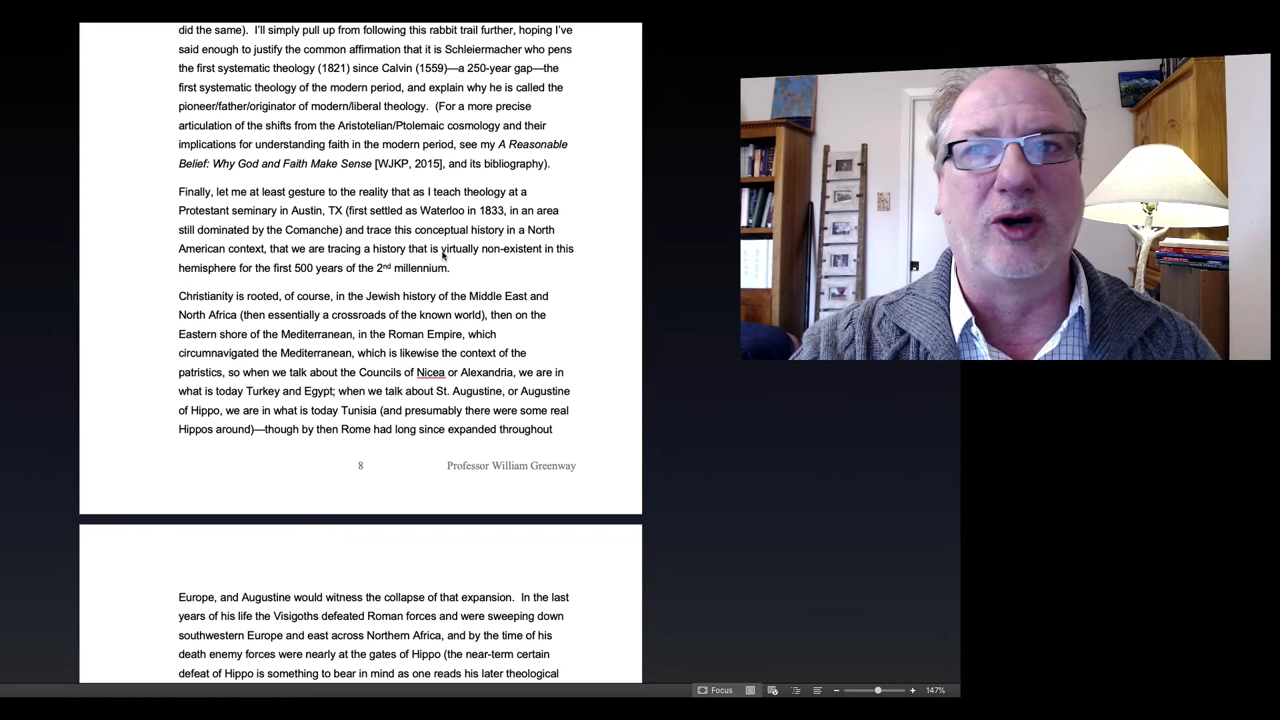 did the same).  I'll simply pull up from following this rabbit trail further, hoping I've
said enough to justify the common affirmation that it is Schleiermacher who pens
the first systematic theology (1821) since Calvin (1559)—a 250-year gap—the
first systematic theology of the modern period, and explain why he is called the
pioneer/father/originator of modern/liberal theology.  (For a more precise
articulation of the shifts from the Aristotelian/Ptolemaic cosmology and their
implications for understanding faith in the modern period, see my A Reasonable
Belief: Why God and Faith Make Sense [WJKP, 2015], and its bibliography).
Finally, let me at least gesture to the reality that as I teach theology at a
Protestant seminary in Austin, TX (first settled as Waterloo in 1833, in an area
still dominated by the Comanche) and trace this conceptual history in a North
American context, that we are tracing a history that is virtually non-existent in this
hemisphere for the first 500 years of the 2nd millennium.
Christianity is rooted, of course, in the Jewish history of the Middle East and
North Africa (then essentially a crossroads of the known world), then on the
Eastern shore of the Mediterranean, in the Roman Empire, which
circumnavigated the Mediterranean, which is likewise the context of the
patristics, so when we talk about the Councils of Nicea or Alexandria, we are in
what is today Turkey and Egypt; when we talk about St. Augustine, or Augustine
of Hippo, we are in what is today Tunisia (and presumably there were some real
Hippos around)—though by then Rome had long since expanded throughout
8 Professor William Greenway
Europe, and Augustine would witness the collapse of that expansion.  In the last
years of his life the Visigoths defeated Roman forces and were sweeping down
southwestern Europe and east across Northern Africa, and by the time of his
death enemy forces were nearly at the gates of Hippo (the near-term certain
defeat of Hippo is something to bear in mind as one reads his later theological
Focus 147%